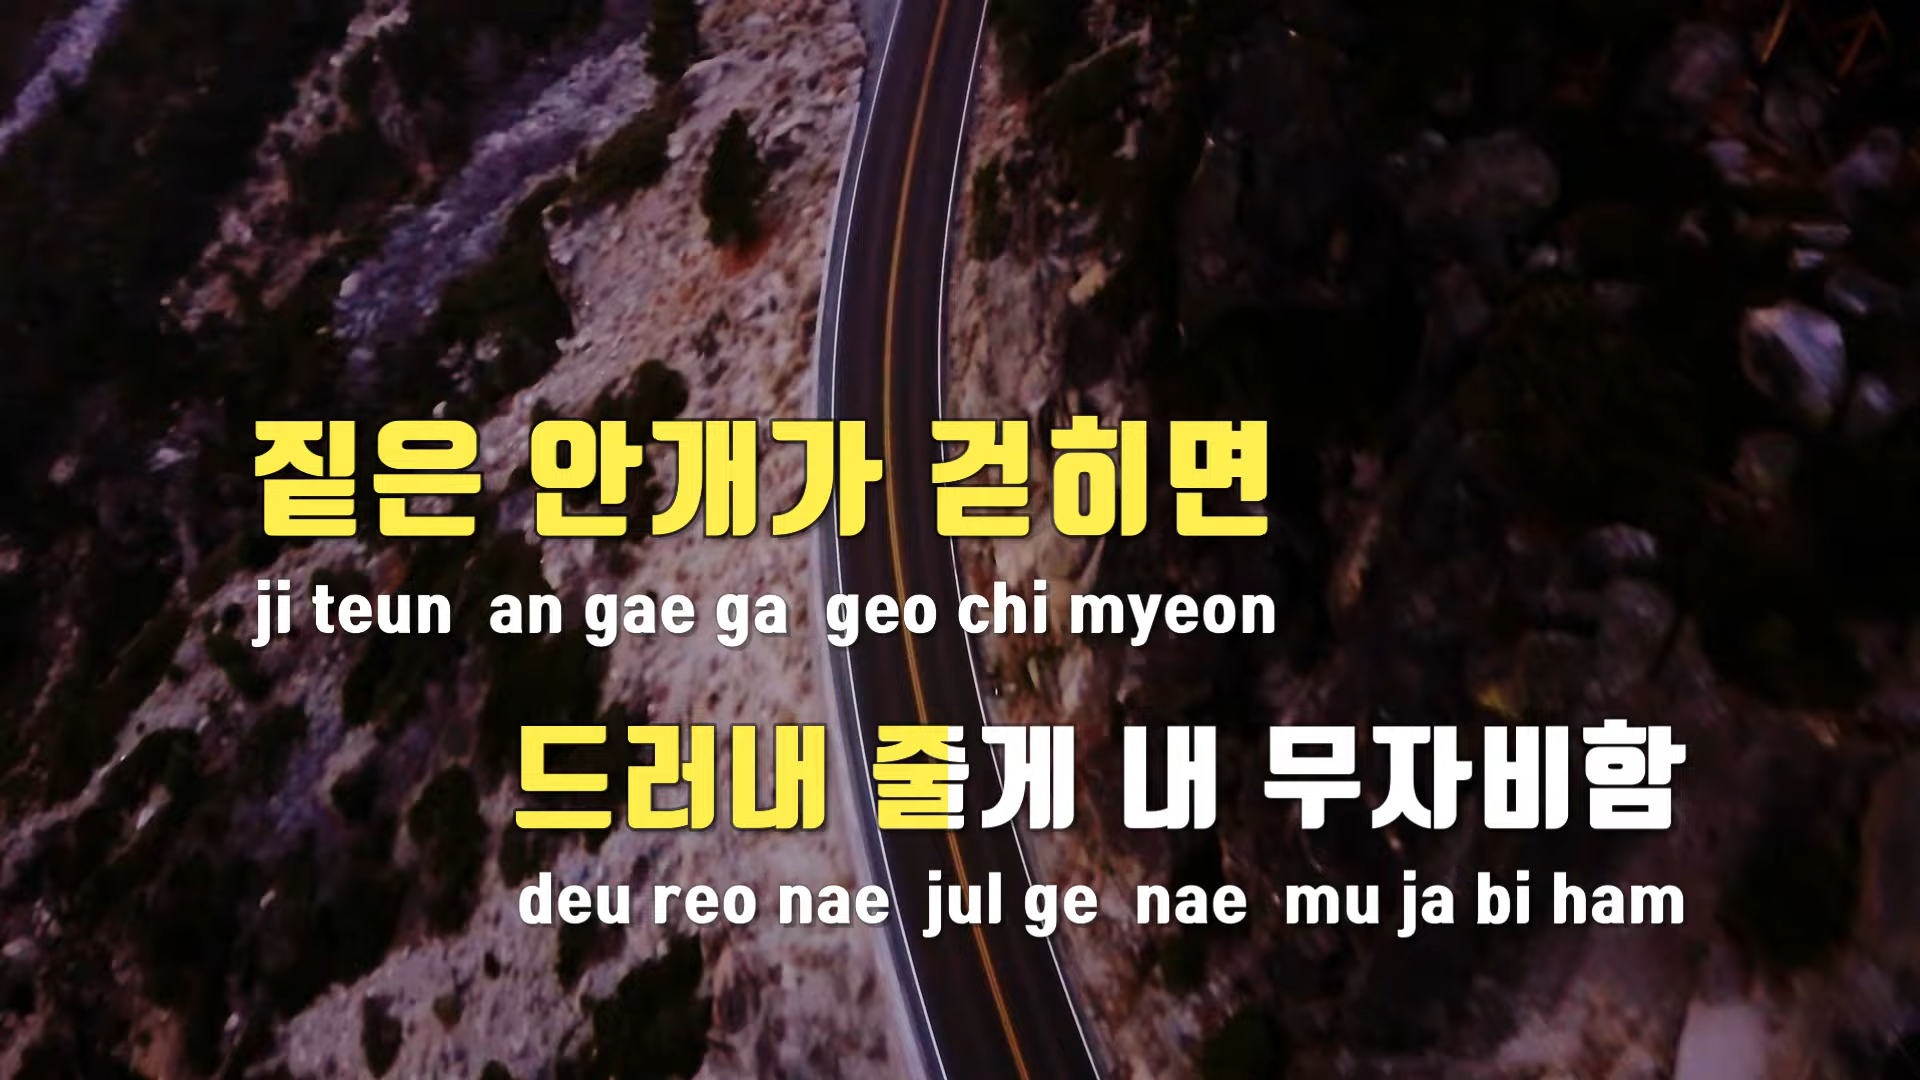 짙은 안개가 걷히면
ji teun an gae ga geo chi myeon
드러내 줄게 내 무자비함
deu reo nae jul ge nae mu ja bi ham